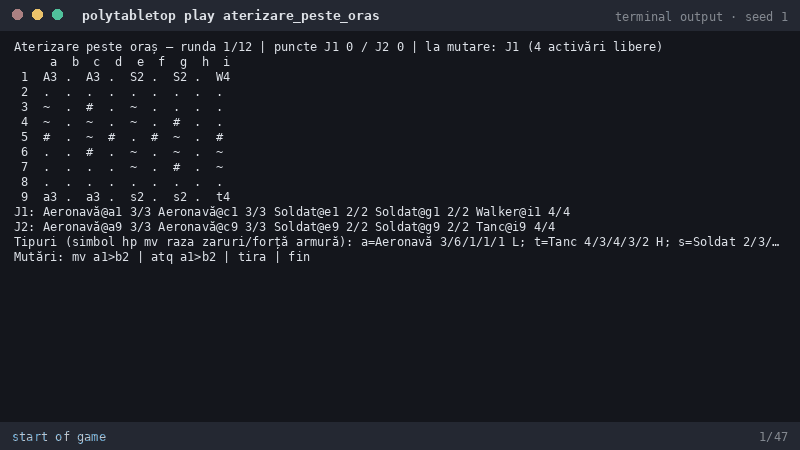 polytabletop play aterizare_peste_oras
terminal output · seed 1
Aterizare peste oraș — runda 1/12 | puncte J1 0 / J2 0 | la mutare: J1 (4 activări libere)
a b c d e f g h i
1 A3 . A3 . S2 . S2 . W4
2 . . . . . . . . .
3 ~ . # . ~ . . . .
4 ~ . ~ . ~ . # . .
5 # . ~ # . # ~ . #
6 . . # . ~ . ~ . ~
7 . . . . ~ . # . ~
8 . . . . . . . . .
9 a3 . a3 . s2 . s2 . t4
J1: Aeronavă@a1 3/3 Aeronavă@c1 3/3 Soldat@e1 2/2 Soldat@g1 2/2 Walker@i1 4/4
J2: Aeronavă@a9 3/3 Aeronavă@c9 3/3 Soldat@e9 2/2 Soldat@g9 2/2 Tanc@i9 4/4
Tipuri (simbol hp mv raza zaruri/forță armură): a=Aeronavă 3/6/1/1/1 L; t=Tanc 4/3/4/3/2 H; s=Soldat 2/3/…
Mutări: mv a1>b2 | atq a1>b2 | tira | fin
start of game
1/47